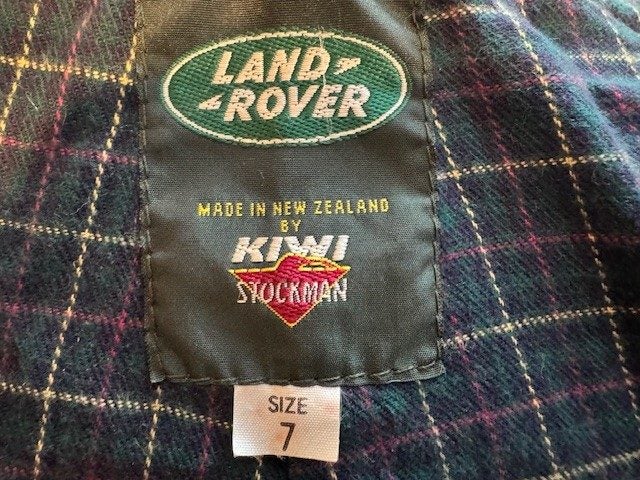 LAND
ROVER
MADE IN NEW ZEALAND
BY
KIWI
STOCKMAN
SIZE
7